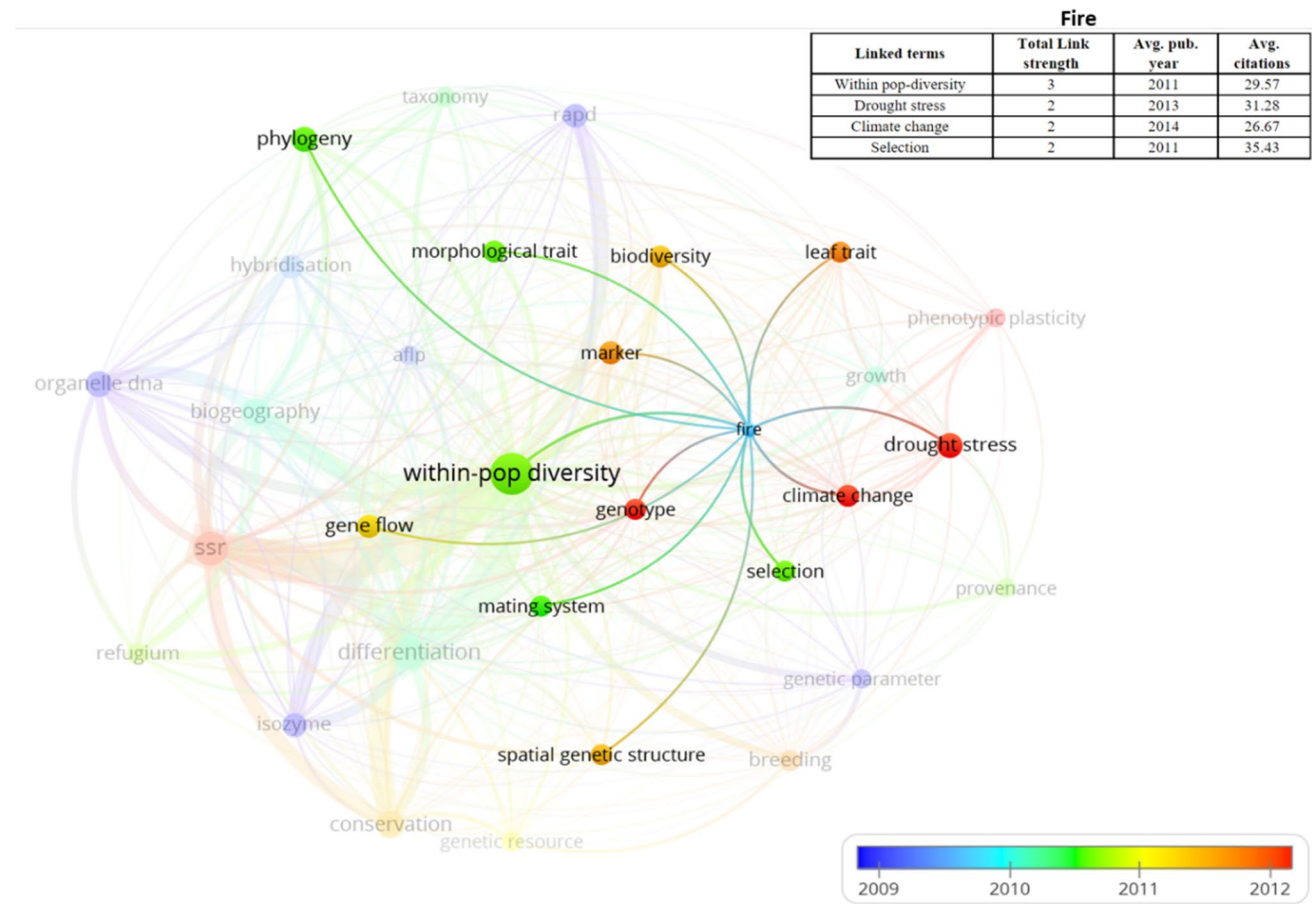 Fire
Linked terms Total Link strength Avg. pub. year Avg. citations
Within pop-diversity 3 2011 29.57
Drought stress 2 2013 31.28
Climate change 2 2014 26.67
Selection 2 2011 35.43
taxonomy
rapd
phylogeny
morphological trait
biodiversity
leaf trait
hybridisation
phenotypic plasticity
marker
aflp
growth
organelle dna
biogeography
fire
drought stress
within-pop diversity
climate change
genotype
gene flow
ssr
selection
provenance
mating system
refugium
differentiation
genetic parameter
isozyme
spatial genetic structure
breeding
conservation
genetic resource
2009 2010 2011 2012